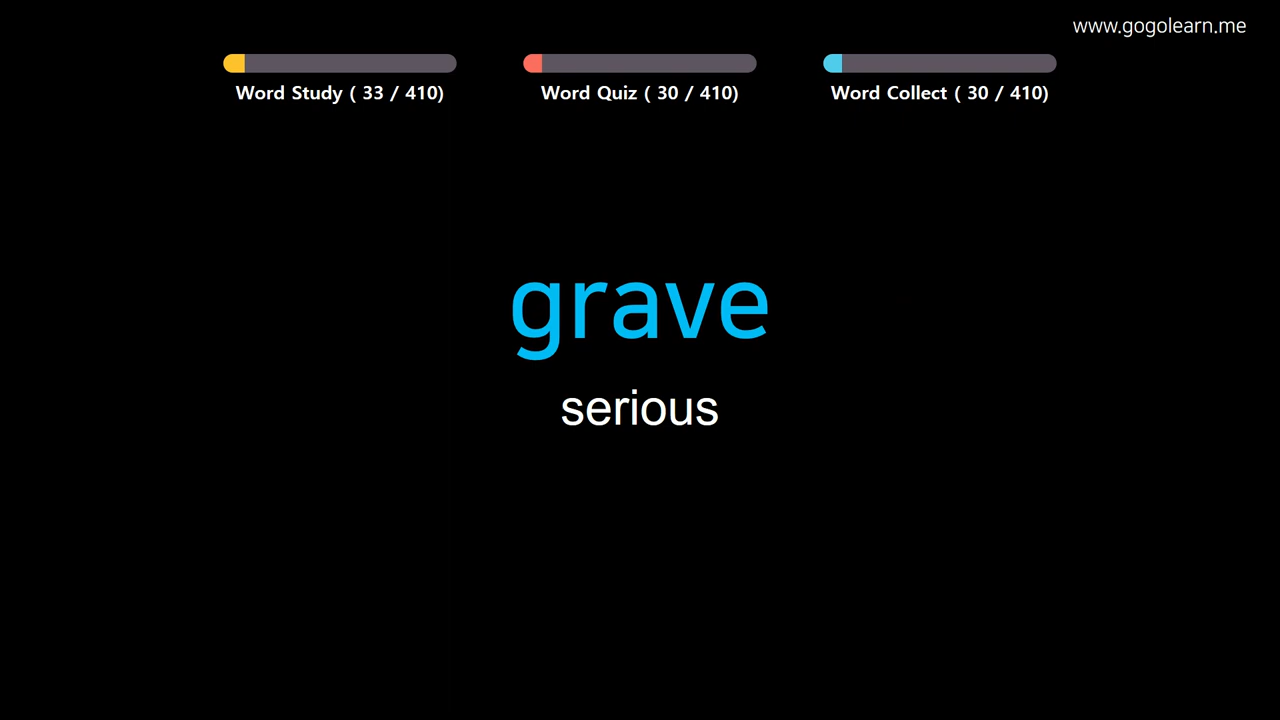 www.gogolearn.me
Word Study ( 33 / 410)
Word Quiz ( 30 / 410)
Word Collect ( 30 / 410)
grave
serious